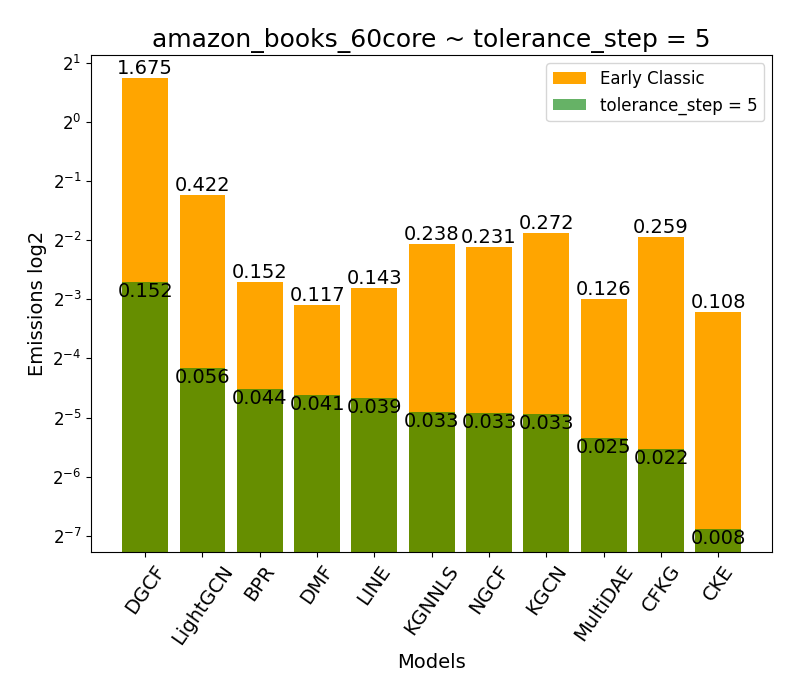 amazon_books_60core ~ tolerance_step = 5
Early Classic
tolerance_step = 5
Emissions log2
2^1
2^0
2^-1
2^-2
2^-3
2^-4
2^-5
2^-6
2^-7
1.675
0.422
0.152
0.117
0.143
0.238
0.231
0.272
0.126
0.259
0.108
0.152
0.056
0.044
0.041
0.039
0.033
0.033
0.033
0.025
0.022
0.008
DGCF
LightGCN
BPR
DMF
LINE
KGNNLS
NGCF
KGCN
MultiDAE
CFKG
CKE
Models